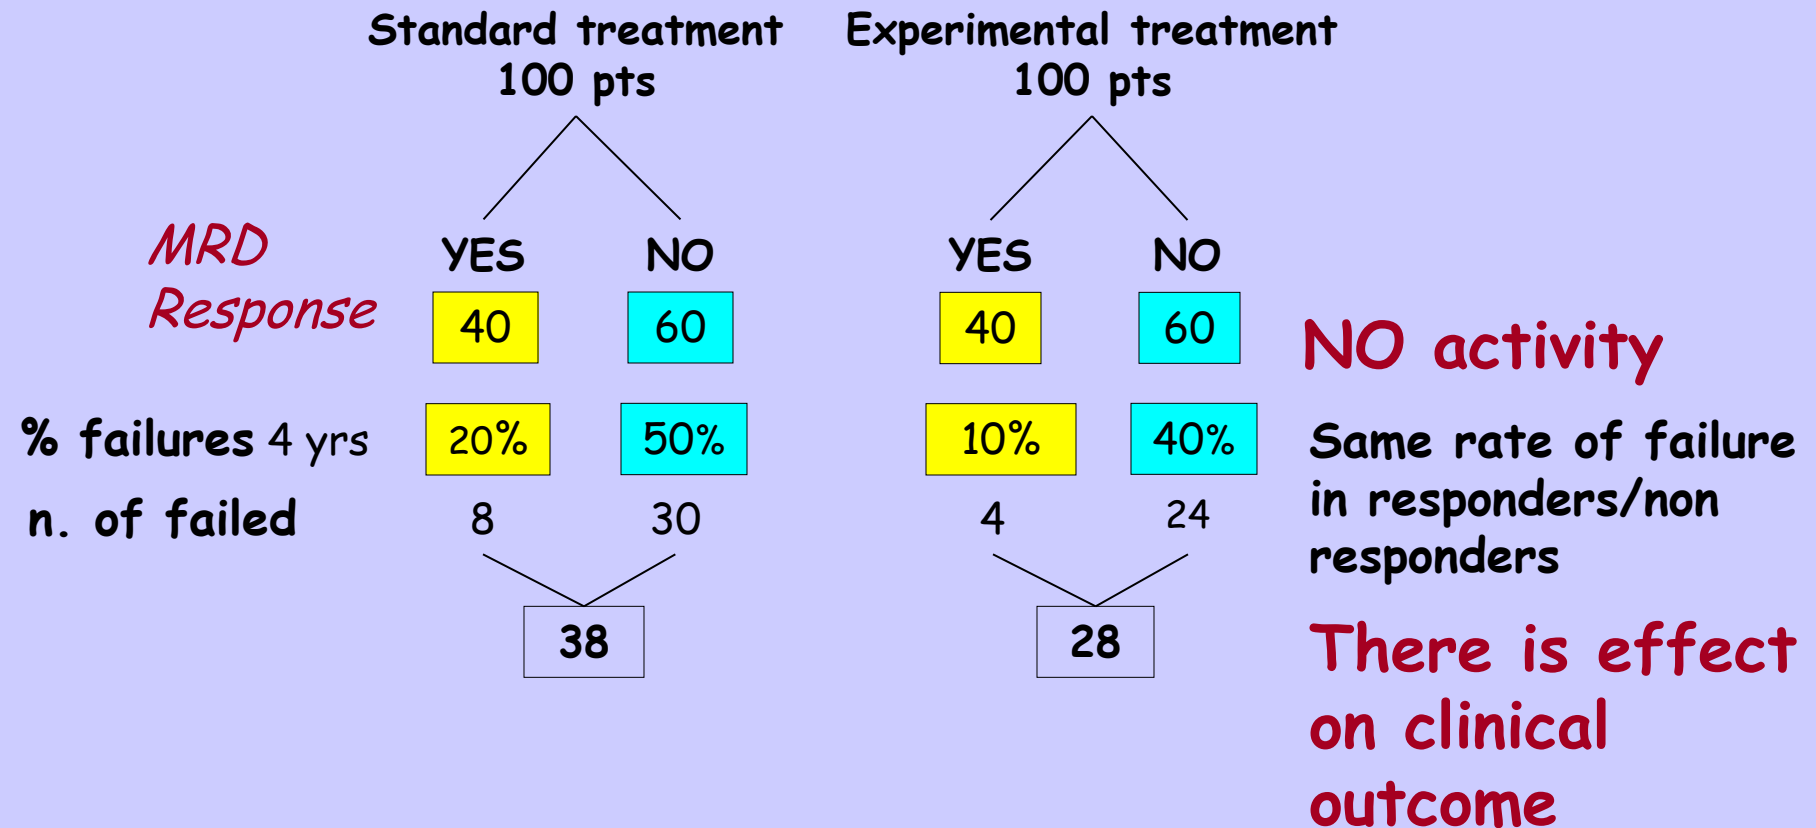 Standard treatment
100 pts
Experimental treatment
100 pts
MRD
Response
YES
NO
YES
NO
40
60
40
60
NO activity
% failures 4 yrs
20%
50%
10%
40%
Same rate of failure
in responders/non
responders
n. of failed
8
30
4
24
38
28
There is effect
on clinical
outcome